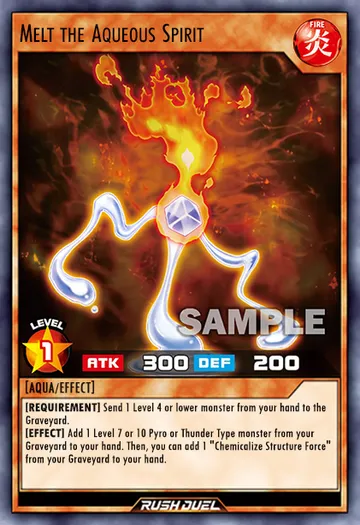 Melt the Aqueous Spirit
FIRE
炎
SAMPLE
LEVEL
1
ATK 300 DEF 200
[AQUA/EFFECT]
[REQUIREMENT] Send 1 Level 4 or lower monster from your hand to the
Graveyard.
[EFFECT] Add 1 Level 7 or 10 Pyro or Thunder Type monster from your
Graveyard to your hand. Then, you can add 1 "Chemicalize Structure Force"
from your Graveyard to your hand.
RUSH DUEL